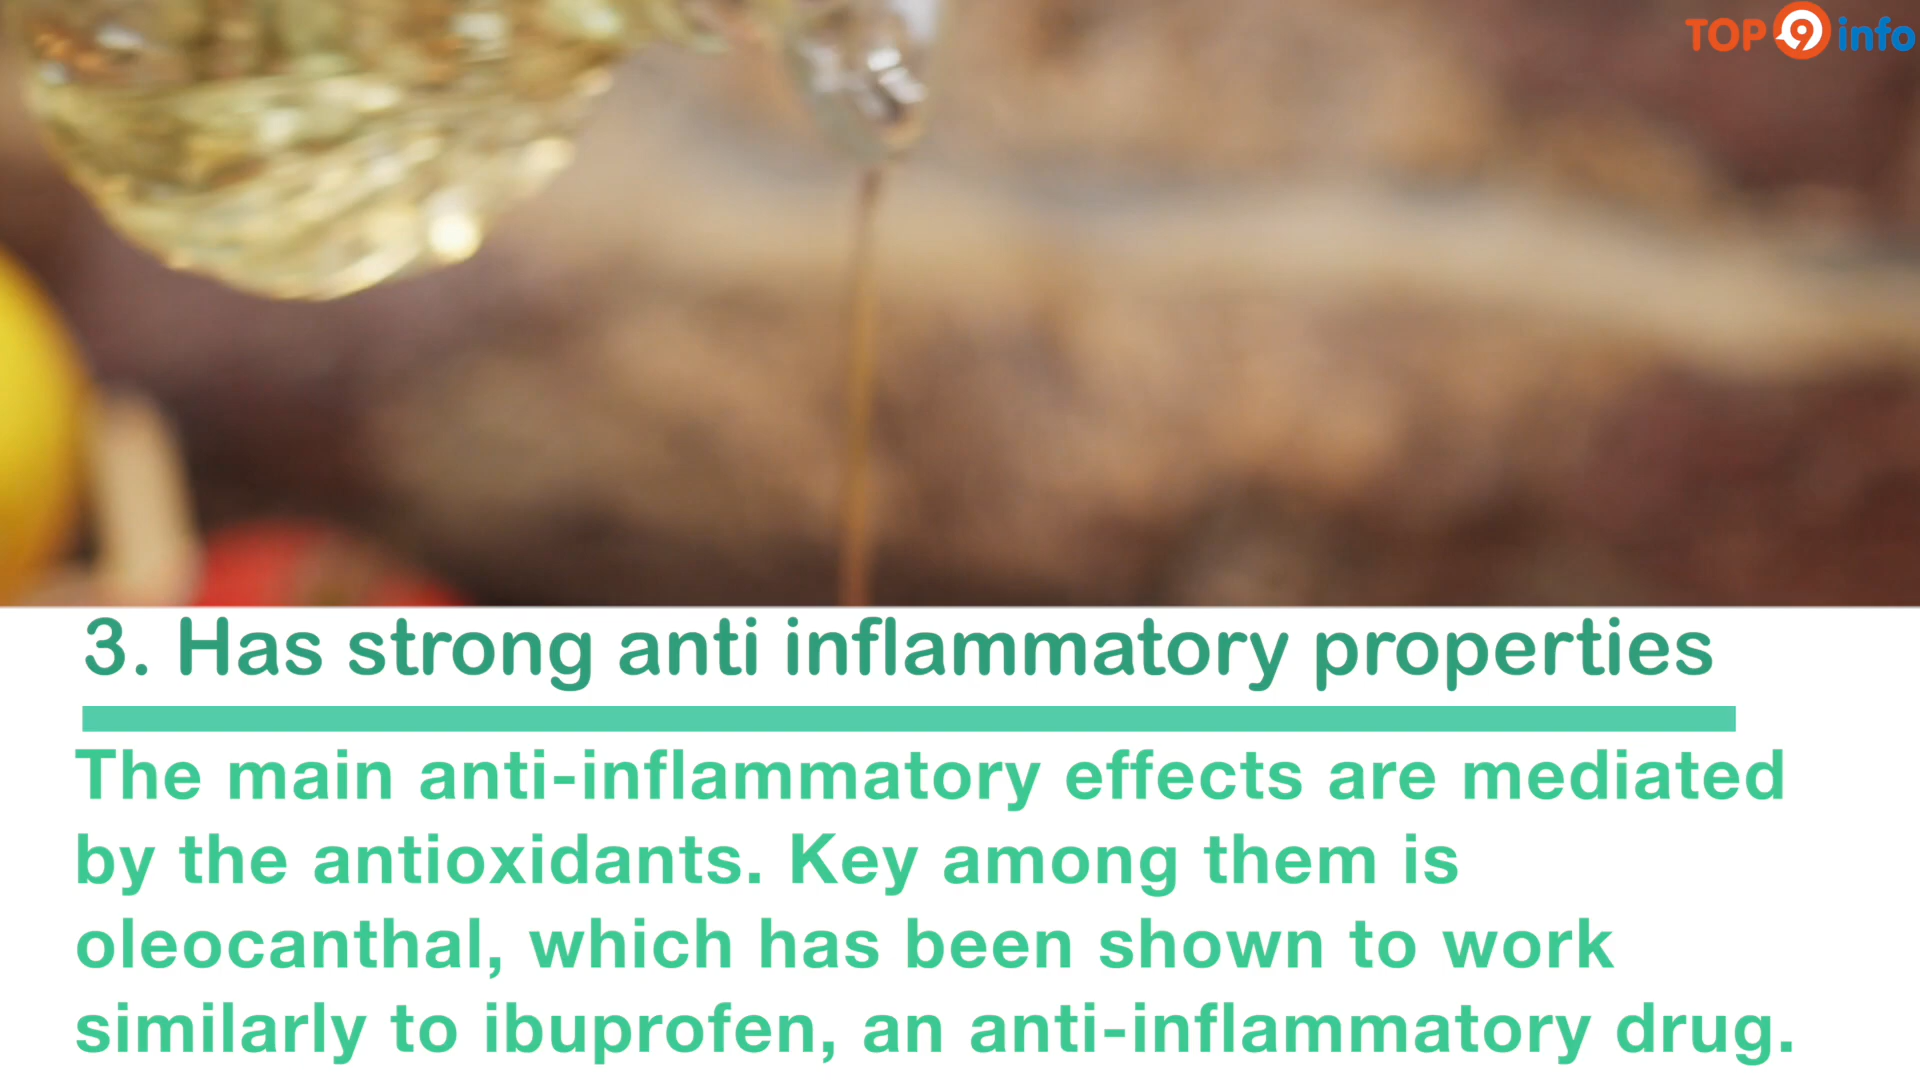 TOP 9 info
3. Has strong anti inflammatory properties
The main anti-inflammatory effects are mediated
by the antioxidants. Key among them is
oleocanthal, which has been shown to work
similarly to ibuprofen, an anti-inflammatory drug.